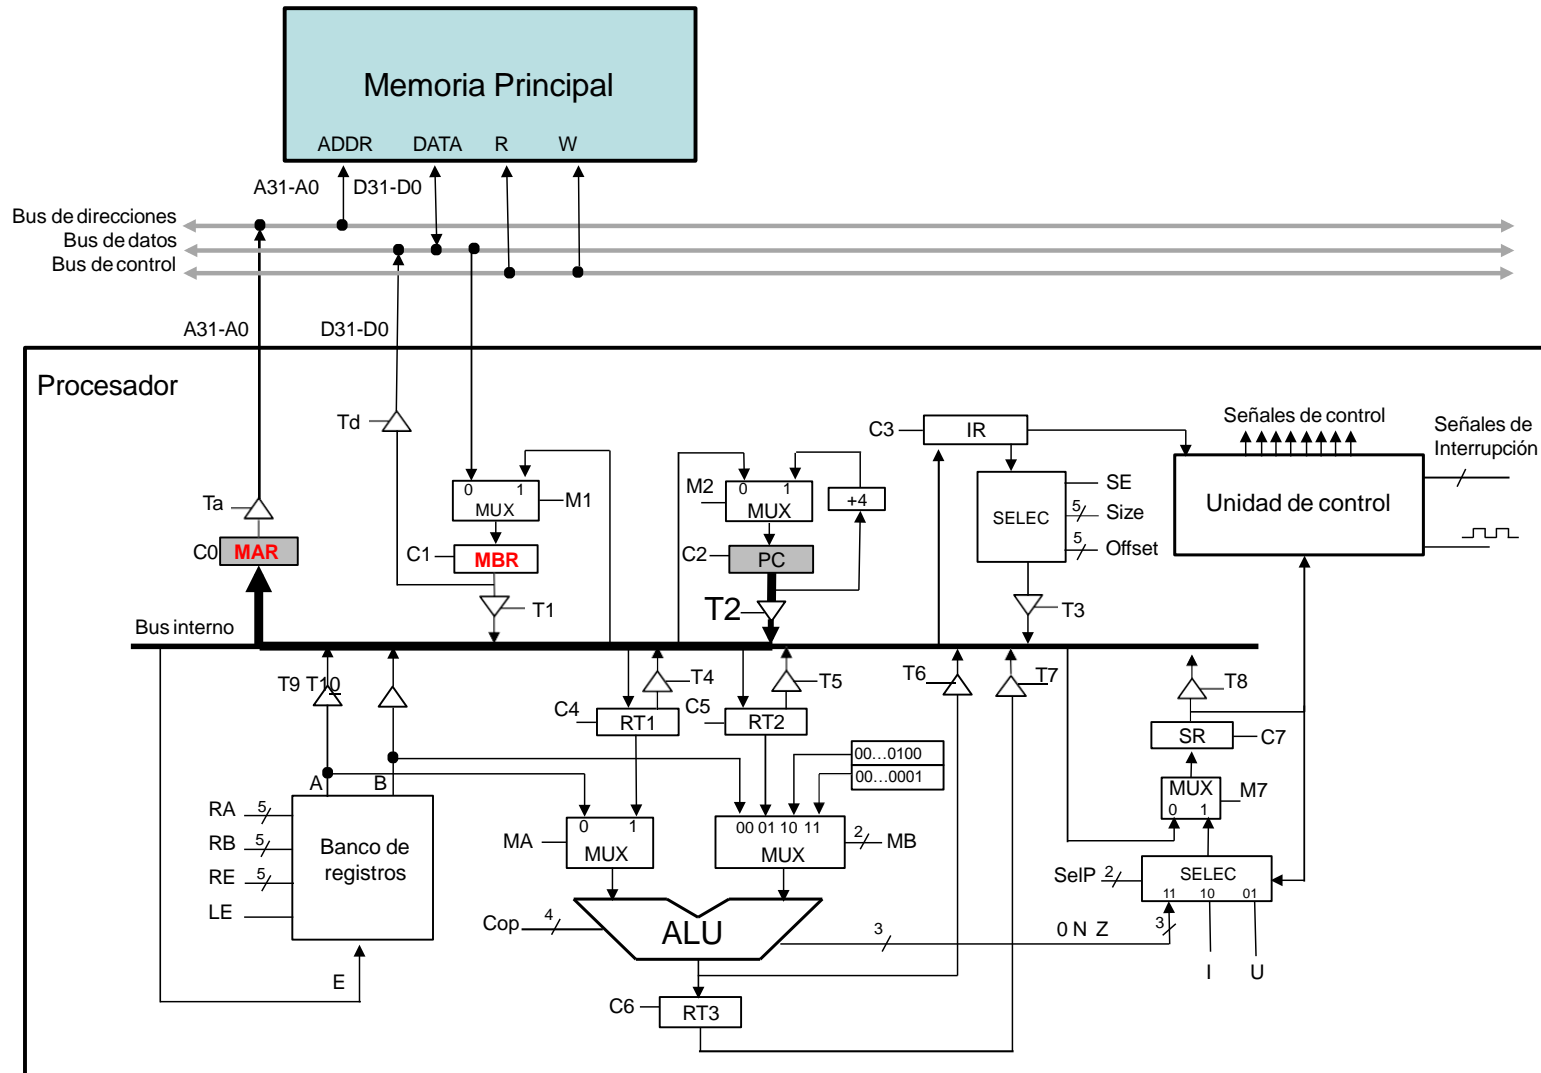 Memoria Principal
ADDR DATA R W
A31-A0 D31-D0
Bus de direcciones
Bus de datos
Bus de control
A31-A0 D31-D0
Procesador
Señales de control
Señales de
Interrupción
Td
C3 IR
Ta
0 1
MUX
M1
M2
0 1
MUX
+4
SELEC
SE
5 Size
5 Offset
Unidad de control
C0 MAR
C1 MBR
C2 PC
T1
T2
T3
Bus interno
T9 T10
T4
T5
T6
T7
T8
C4 RT1
C5 RT2
SR C7
00...0100
00...0001
A B
MUX
0 1
M7
RA 5
RB 5
RE 5
LE
Banco de
registros
MA
0 1
MUX
00 01 10 11
MUX
2 MB
SelP 2
SELEC
11 10 01
Cop 4
ALU
3
0 N Z
3
I U
E
C6 RT3